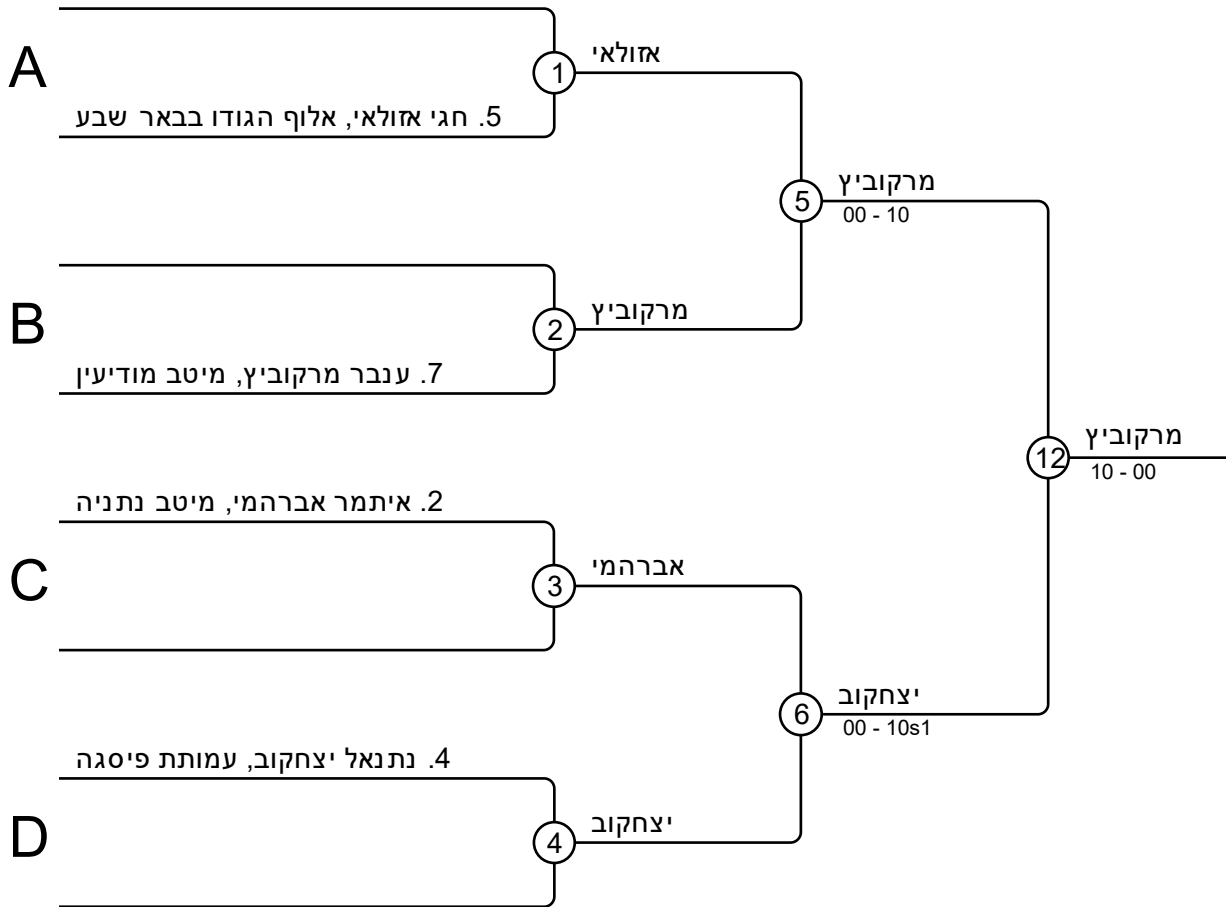 A
אזולאי
1
5. חגי אזולאי, אלוף הגודו בבאר שבע
מרקוביץ
5
00 - 10
B
מרקוביץ
2
7. ענבר מרקוביץ, מיטב מודיעין
מרקוביץ
12
10 - 00
2. איתמר אברהמי, מיטב נתניה
C
אברהמי
3
יצחקוב
6
00 - 10s1
4. נתנאל יצחקוב, עמותת פיסגה
D
יצחקוב
4